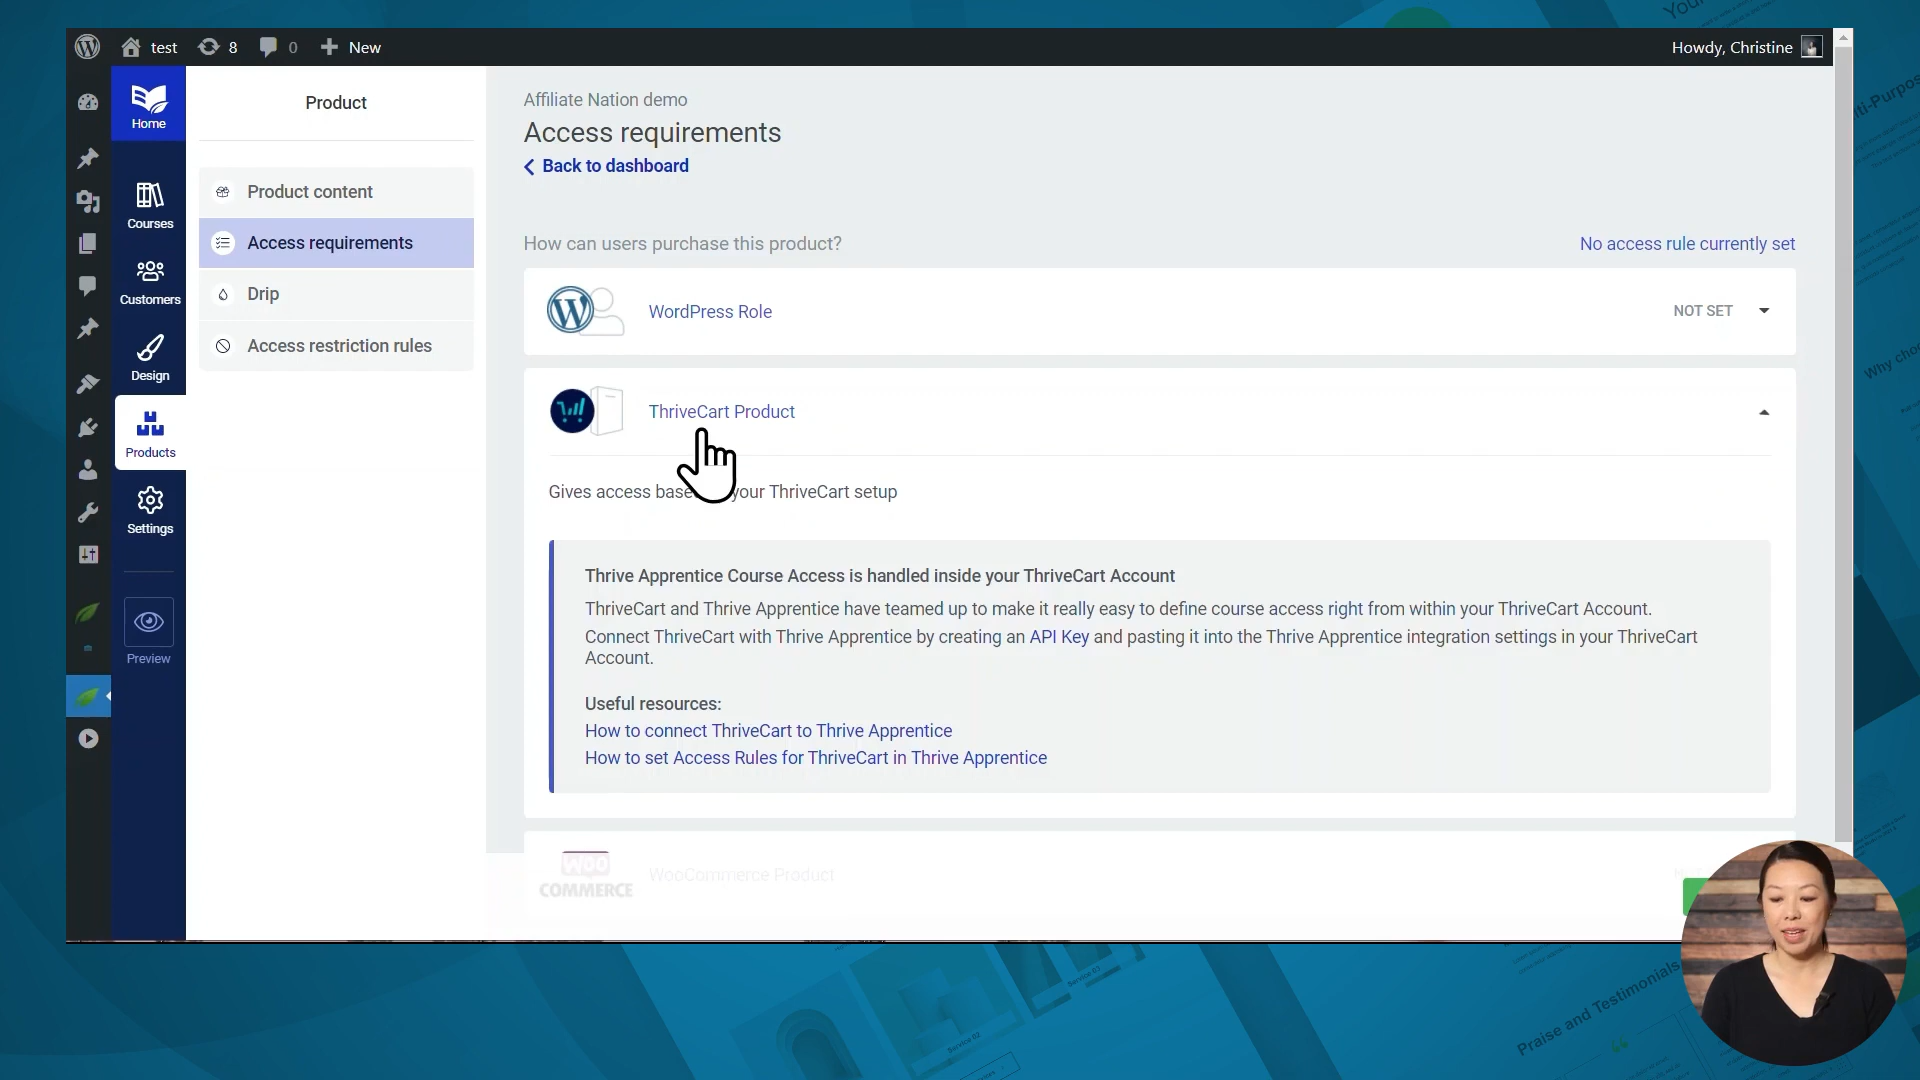 test
8
0
New
Howdy, Christine
Home
Courses
Customers
Design
Products
Settings
Preview
Product
Product content
Access requirements
Drip
Access restriction rules
Affiliate Nation demo
Access requirements
Back to dashboard
How can users purchase this product?
No access rule currently set
WordPress Role
NOT SET
ThriveCart Product
Gives access base your ThriveCart setup
Thrive Apprentice Course Access is handled inside your ThriveCart Account
ThriveCart and Thrive Apprentice have teamed up to make it really easy to define course access right from within your ThriveCart Account.
Connect ThriveCart with Thrive Apprentice by creating an API Key and pasting it into the Thrive Apprentice integration settings in your ThriveCart
Account.
Useful resources:
How to connect ThriveCart to Thrive Apprentice
How to set Access Rules for ThriveCart in Thrive Apprentice
WOO
COMMERCE
WooCommerce Product
Why choo
Praise and Testimonials
Service 02
Service 03